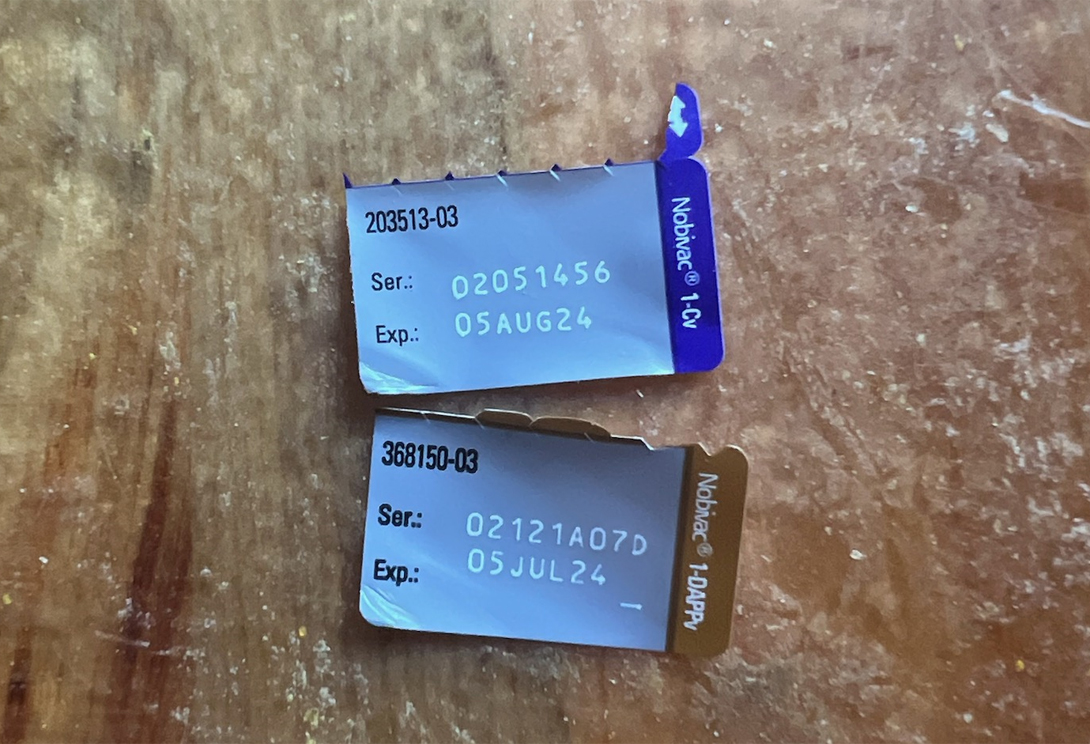 203513-03
Ser.: 02051456
Exp.: 05AUG24
Nobivac® 1-Cv
368150-03
Ser.: 02121A07D
Exp.: 05JUL24
Nobivac® 1-DAPPv